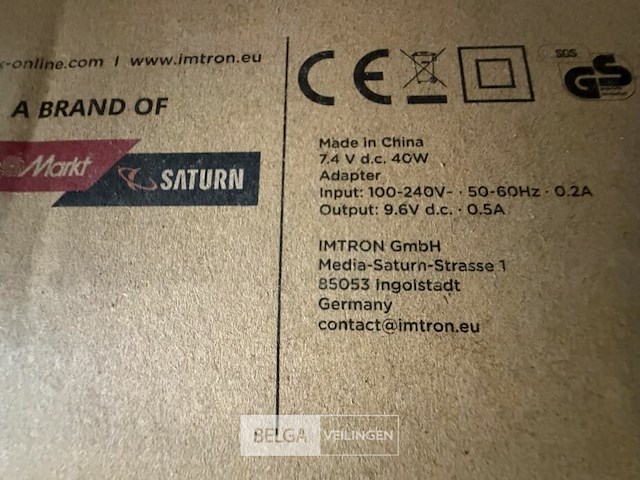 -online.com I www.imtron.eu
A BRAND OF
Markt
SATURN
CE
SGS
GS
Made in China
7.4 V d.c. 40W
Adapter
Input: 100-240V~ · 50-60Hz · 0.2A
Output: 9.6V d.c. · 0.5A
IMTRON GmbH
Media-Saturn-Strasse 1
85053 Ingolstadt
Germany
contact@imtron.eu
BELGA VEILINGEN